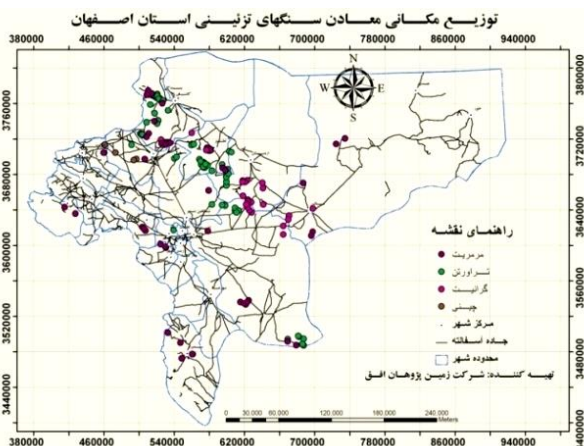 توزیع مکانی معادن سنگهای تزئینی استان اصفهان
380000 460000 540000 620000 700000 780000 860000 940000
3800000
3760000
3720000
3680000
3640000
3600000
3560000
3520000
3480000
3440000
N
W E
S
راهنمای نقشه
مرمریت
تراورتن
گرانیت
چینی
مرکز شهر
جاده اسفالته
محدوده شهر
تهیه کننده: شرکت زمین پژوهان افق
0 30,000 60,000 120,000 180,000 240,000
Meters
380000 460000 540000 620000 700000 780000 860000 940000